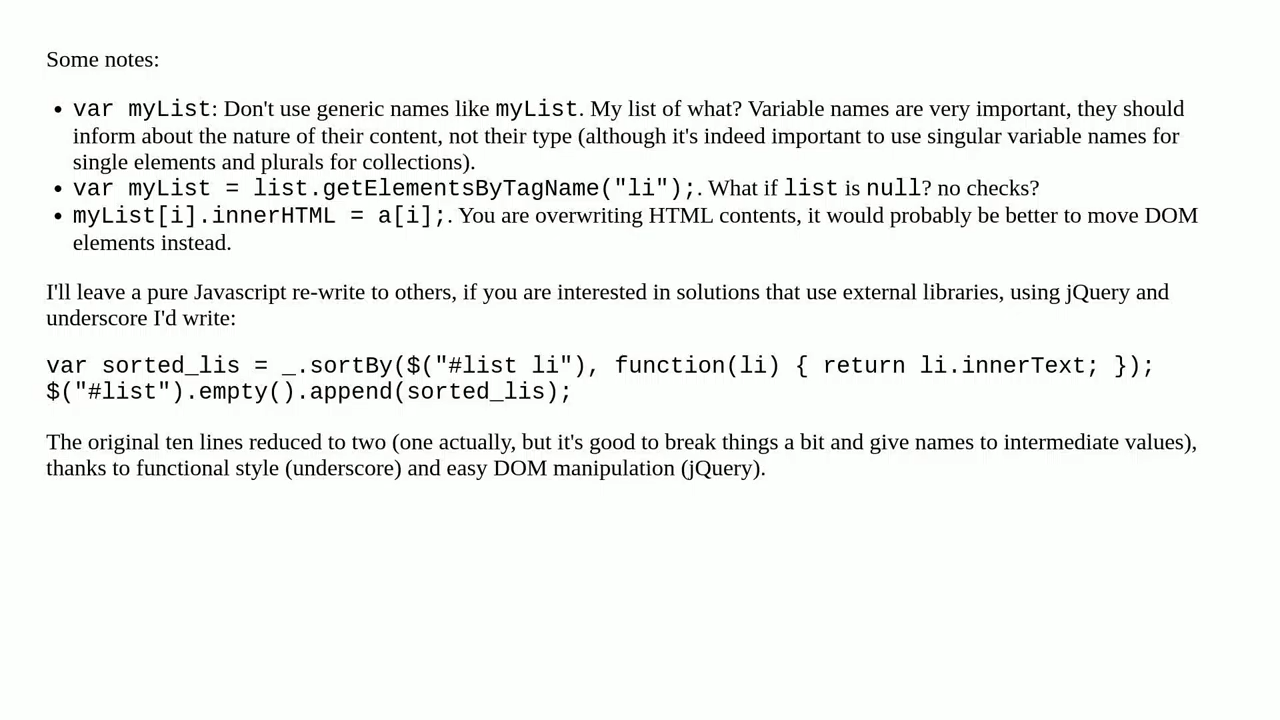 Some notes:
• var myList: Don't use generic names like myList. My list of what? Variable names are very important, they should
inform about the nature of their content, not their type (although it's indeed important to use singular variable names for
single elements and plurals for collections).
• var myList = list.getElementsByTagName("li");. What if list is null? no checks?
• myList[i].innerHTML = a[i];. You are overwriting HTML contents, it would probably be better to move DOM
elements instead.
I'll leave a pure Javascript re-write to others, if you are interested in solutions that use external libraries, using jQuery and
underscore I'd write:
var sorted_lis = _.sortBy($("#list li"), function(li) { return li.innerText; });
$("#list").empty().append(sorted_lis);
The original ten lines reduced to two (one actually, but it's good to break things a bit and give names to intermediate values),
thanks to functional style (underscore) and easy DOM manipulation (jQuery).